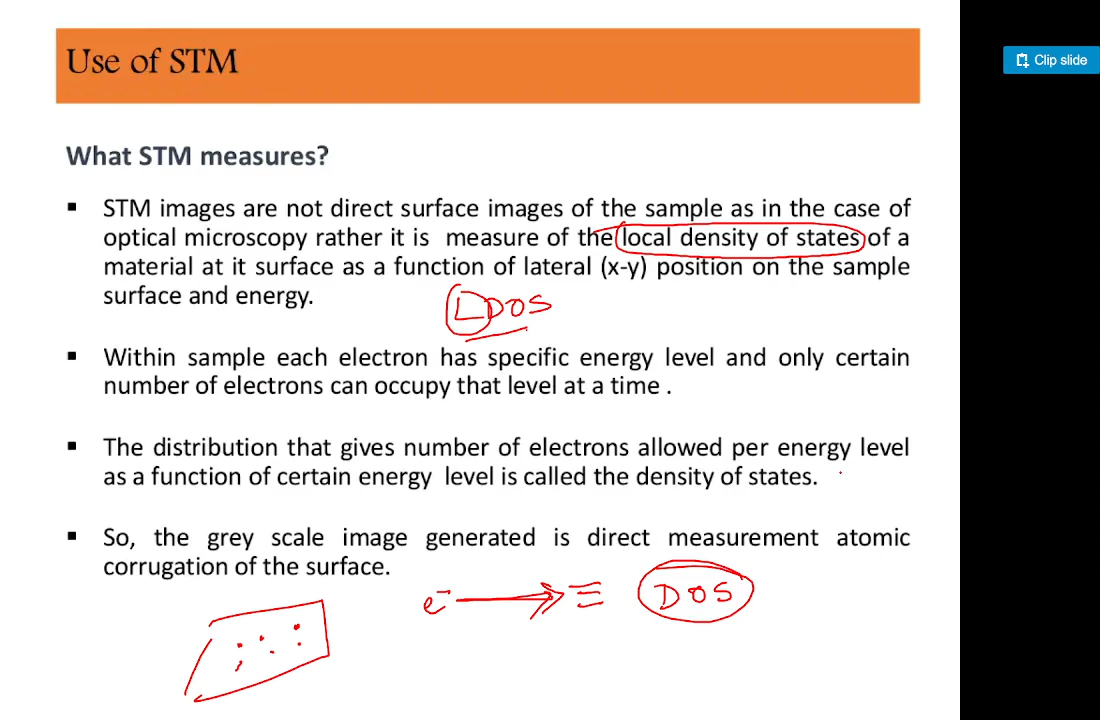 Use of STM
Clip slide
What STM measures?
▪ STM images are not direct surface images of the sample as in the case of
optical microscopy rather it is measure of the local density of states of a
material at it surface as a function of lateral (x-y) position on the sample
surface and energy.
LDOS
▪ Within sample each electron has specific energy level and only certain
number of electrons can occupy that level at a time .
▪ The distribution that gives number of electrons allowed per energy level
as a function of certain energy level is called the density of states.
▪ So, the grey scale image generated is direct measurement atomic
corrugation of the surface.
e⁻ → DOS